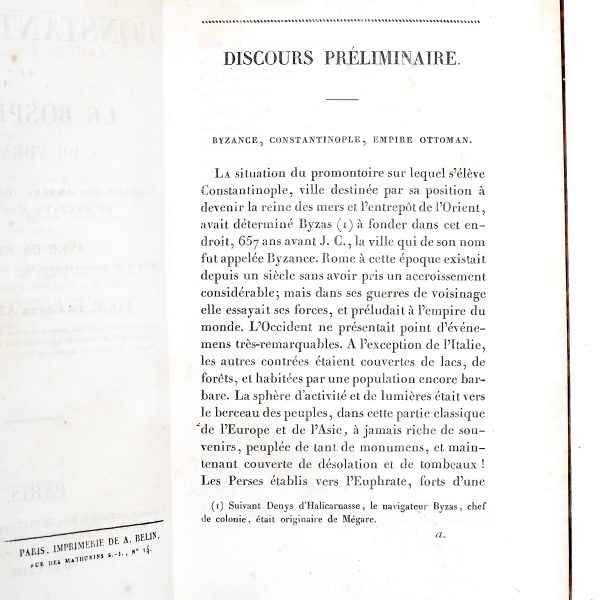 DISCOURS PRÉLIMINAIRE.
BYZANCE, CONSTANTINOPLE, EMPIRE OTTOMAN.
LA situation du promontoire sur lequel s'élève
Constantinople, ville destinée par sa position à
devenir la reine des mers et l'entrepôt de l'Orient,
avait déterminé Byzas (1) à fonder dans cet en-
droit, 657 ans avant J. C., la ville qui de son nom
fut appelée Byzance. Rome à cette époque existait
depuis un siècle sans avoir pris un accroissement
considérable; mais dans ses guerres de voisinage
elle essayait ses forces, et préludait à l'empire du
monde. L'Occident ne présentait point d'événe-
mens très-remarquables. A l'exception de l'Italie,
les autres contrées étaient couvertes de lacs, de
forêts, et habitées par une population encore bar-
bare. La sphère d'activité et de lumières était vers
le berceau des peuples, dans cette partie classique
de l'Europe et de l'Asie, à jamais riche de sou-
venirs, peuplée de tant de monumens, et main-
tenant couverte de désolation et de tombeaux!
Les Perses établis vers l'Euphrate, forts d'une
(1) Suivant Denys d'Halicarnasse, le navigateur Byzas, chef
de colonie, était originaire de Mégare.
a.
PARIS, IMPRIMERIE DE A. BELIN,
RUE DES MATHURINS S.-J., Nº 14.